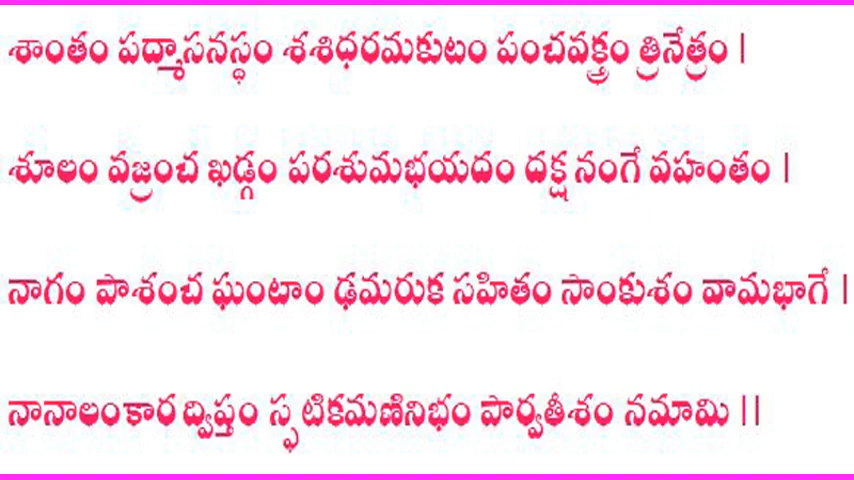 శాంతం పద్మాసనస్థం శశిధరమకుటం పంచవక్త్రం త్రినేత్రం |
శూలం వజ్రంచ ఖడ్గం పరశుమభయదం దక్ష నంగే వహంతం |
నాగం పాశంచ ఘంటాం ఢమరుక సహితం సాంకుశం వామభాగే |
నానాలంకార ద్విప్తం స్ఫటికమణినిభం పార్వతీశం నమామి ||